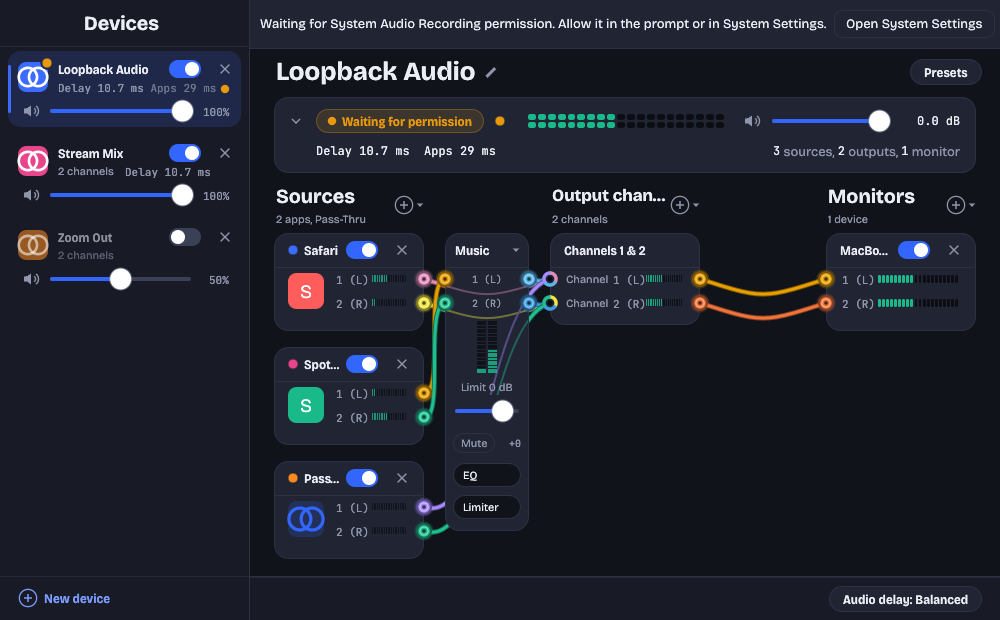 Devices
Waiting for System Audio Recording permission. Allow it in the prompt or in System Settings.
Open System Settings
Loopback Audio
Delay 10.7 ms Apps 29 ms
100%
Stream Mix
2 channels Delay 10.7 ms
100%
Zoom Out
2 channels
50%
New device
Loopback Audio
Presets
Waiting for permission
0.0 dB
Delay 10.7 ms Apps 29 ms
3 sources, 2 outputs, 1 monitor
Sources
2 apps, Pass-Thru
Output chan...
2 channels
Monitors
1 device
Safari
S
1 (L)
2 (R)
Spot...
S
1 (L)
2 (R)
Pass...
1 (L)
2 (R)
Music
1 (L)
2 (R)
Limit 0 dB
Mute +0
EQ
Limiter
Channels 1 & 2
Channel 1 (L)
Channel 2 (R)
MacBo...
1 (L)
2 (R)
Audio delay: Balanced